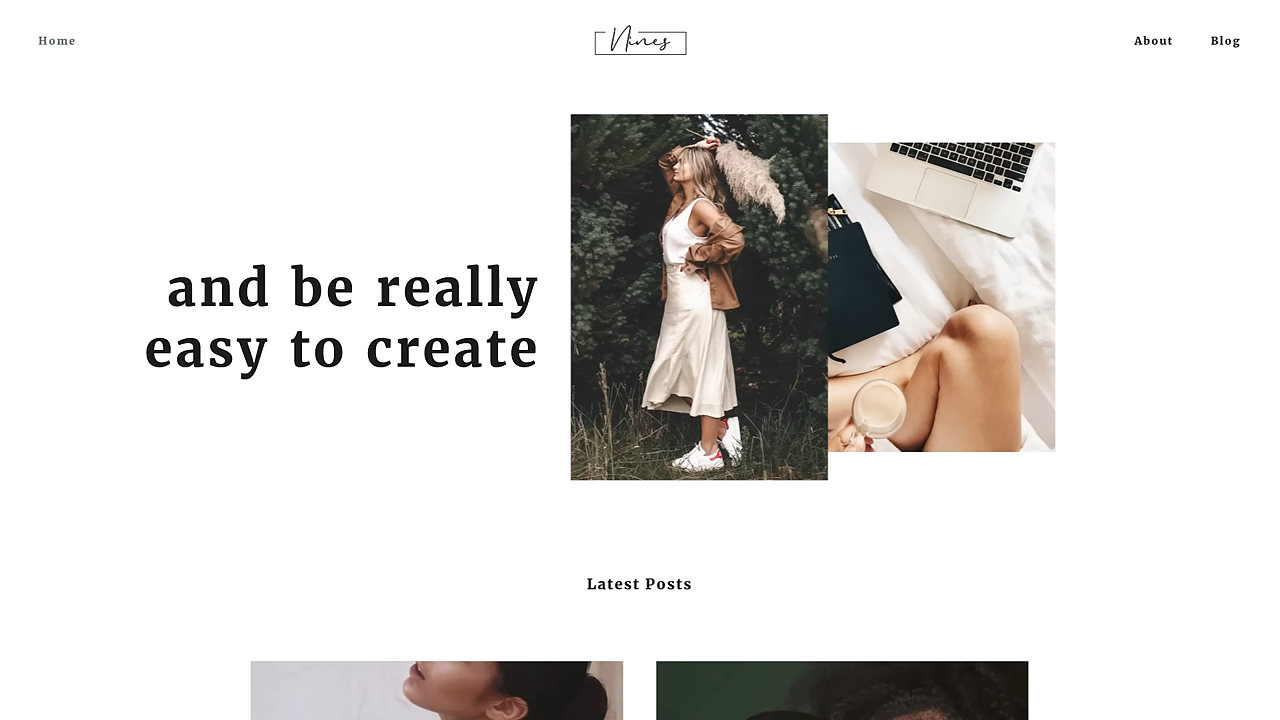 Home
Nines
About
Blog
and be really
easy to create
Latest Posts